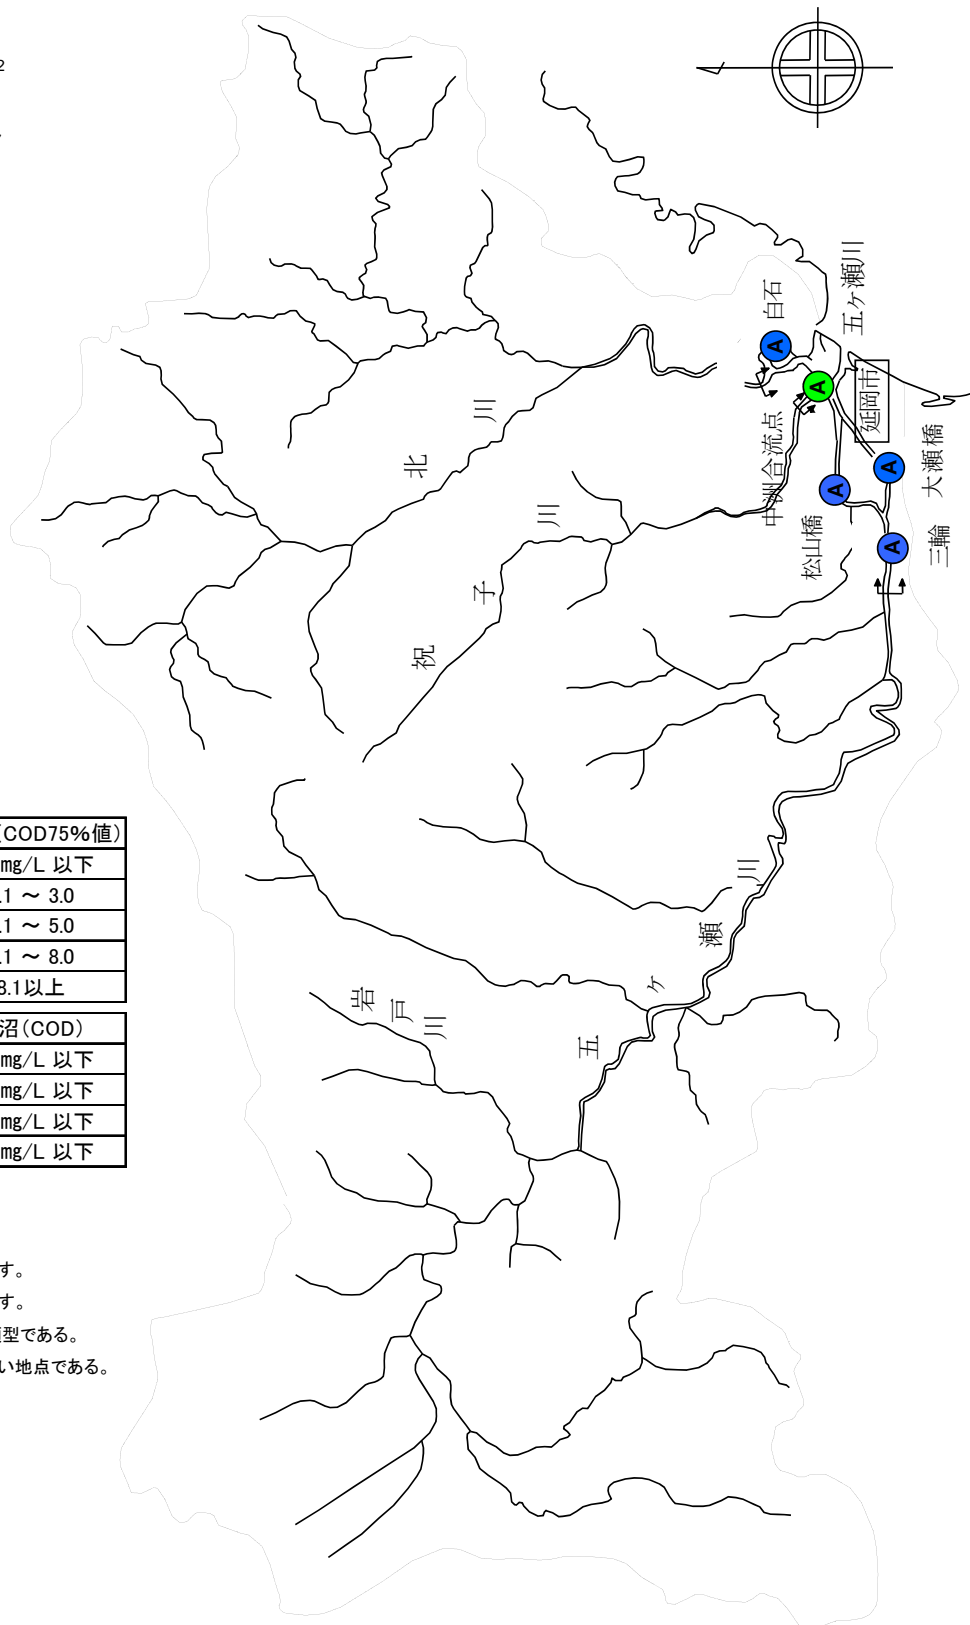 2
白石
A
五ヶ瀬川
A
延岡市
中洲合流点
大瀬橋
A
A
松山橋
三輪
A
北川
祝子川
五ヶ瀬川
岩戸川
(COD75%値)
mg/L 以下
.1 ～ 3.0
.1 ～ 5.0
.1 ～ 8.0
8.1以上
沼(COD)
mg/L 以下
mg/L 以下
mg/L 以下
mg/L 以下
す。
す。
型である。
い地点である。